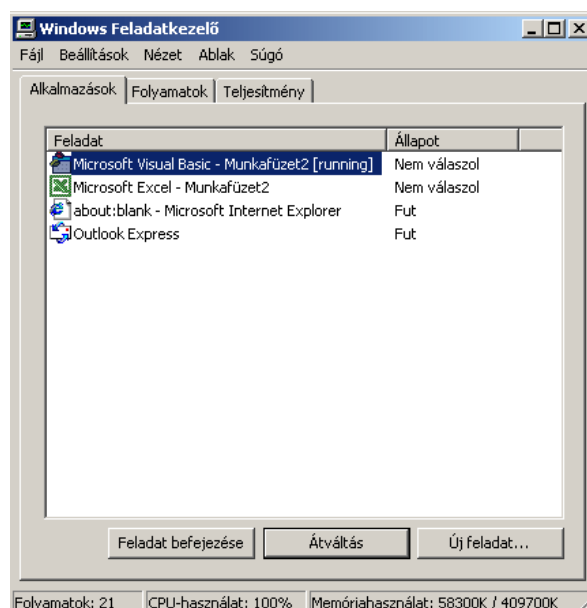 Windows Feladatkezelő
Fájl Beállítások Nézet Ablak Súgó
Alkalmazások Folyamatok Teljesítmény
Feladat Állapot
Microsoft Visual Basic - Munkafüzet2 [running] Nem válaszol
Microsoft Excel - Munkafüzet2 Nem válaszol
about:blank - Microsoft Internet Explorer Fut
Outlook Express Fut
Feladat befejezése Átváltás Új feladat...
Folyamatok: 21 CPU-használat: 100% Memóriahasználat: 58300K / 409700K